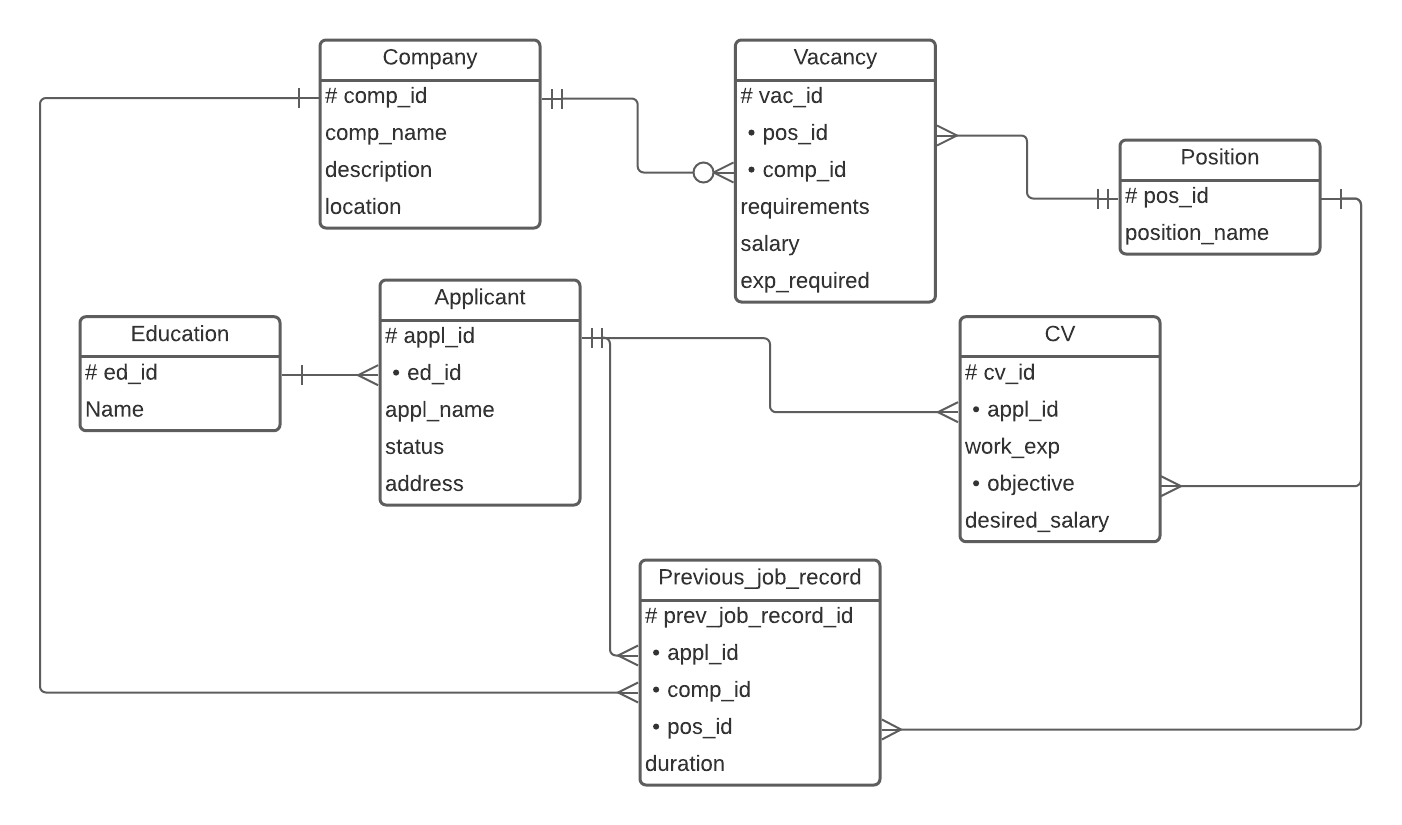 Company
# comp_id
comp_name
description
location
Vacancy
# vac_id
• pos_id
• comp_id
requirements
salary
exp_required
Position
# pos_id
position_name
Education
# ed_id
Name
Applicant
# appl_id
• ed_id
appl_name
status
address
CV
# cv_id
• appl_id
work_exp
• objective
desired_salary
Previous_job_record
# prev_job_record_id
• appl_id
• comp_id
• pos_id
duration